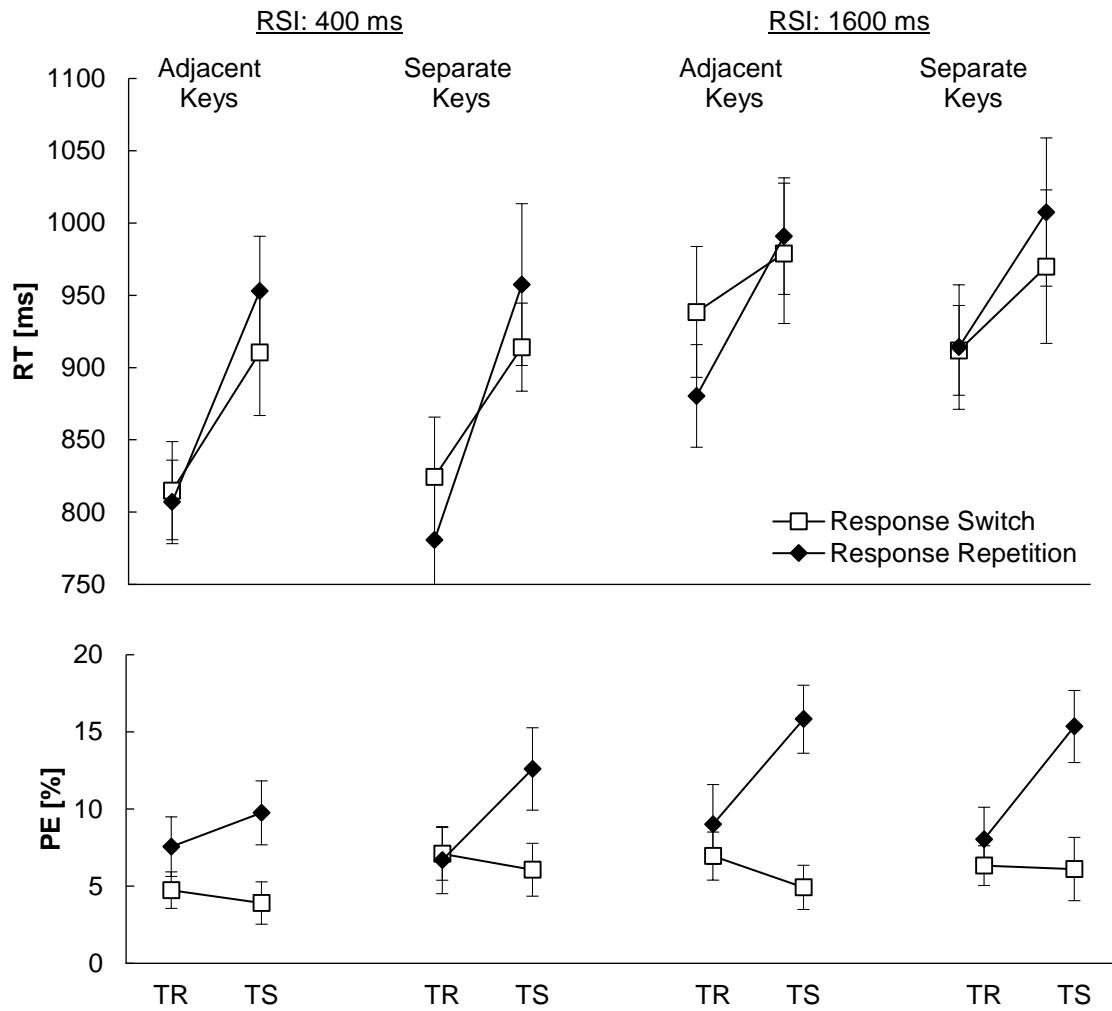 RSI: 400 ms
RSI: 1600 ms
Adjacent
Keys
Separate
Keys
Adjacent
Keys
Separate
Keys
1100
1050
1000
950
900
850
800
750
RT [ms]
Response Switch
Response Repetition
20
15
10
5
0
PE [%]
TR TS TR TS TR TS TR TS